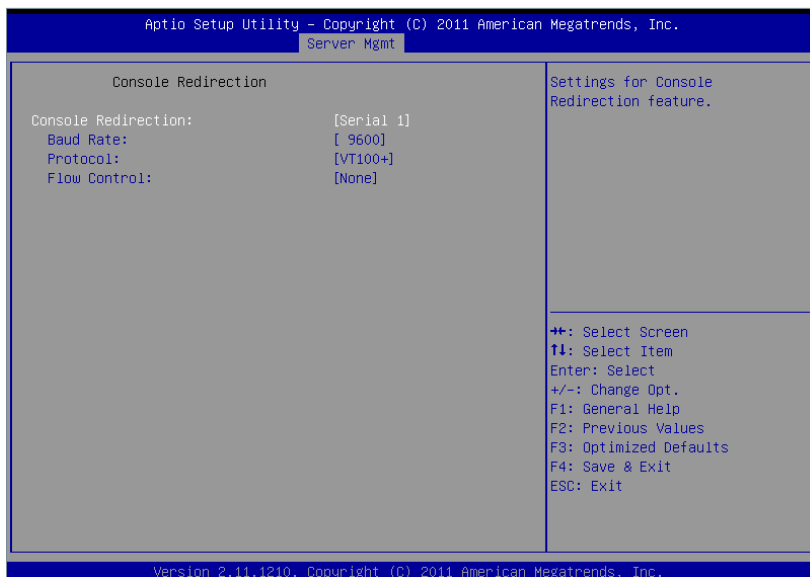 Aptio Setup Utility – Copyright (C) 2011 American Megatrends, Inc.
Server Mgmt
Console Redirection
Console Redirection: [Serial 1]
Baud Rate: [ 9600]
Protocol: [VT100+]
Flow Control: [None]
Settings for Console
Redirection feature.
→←: Select Screen
↑↓: Select Item
Enter: Select
+/-: Change Opt.
F1: General Help
F2: Previous Values
F3: Optimized Defaults
F4: Save & Exit
ESC: Exit
Version 2.11.1210. Copyright (C) 2011 American Megatrends, Inc.